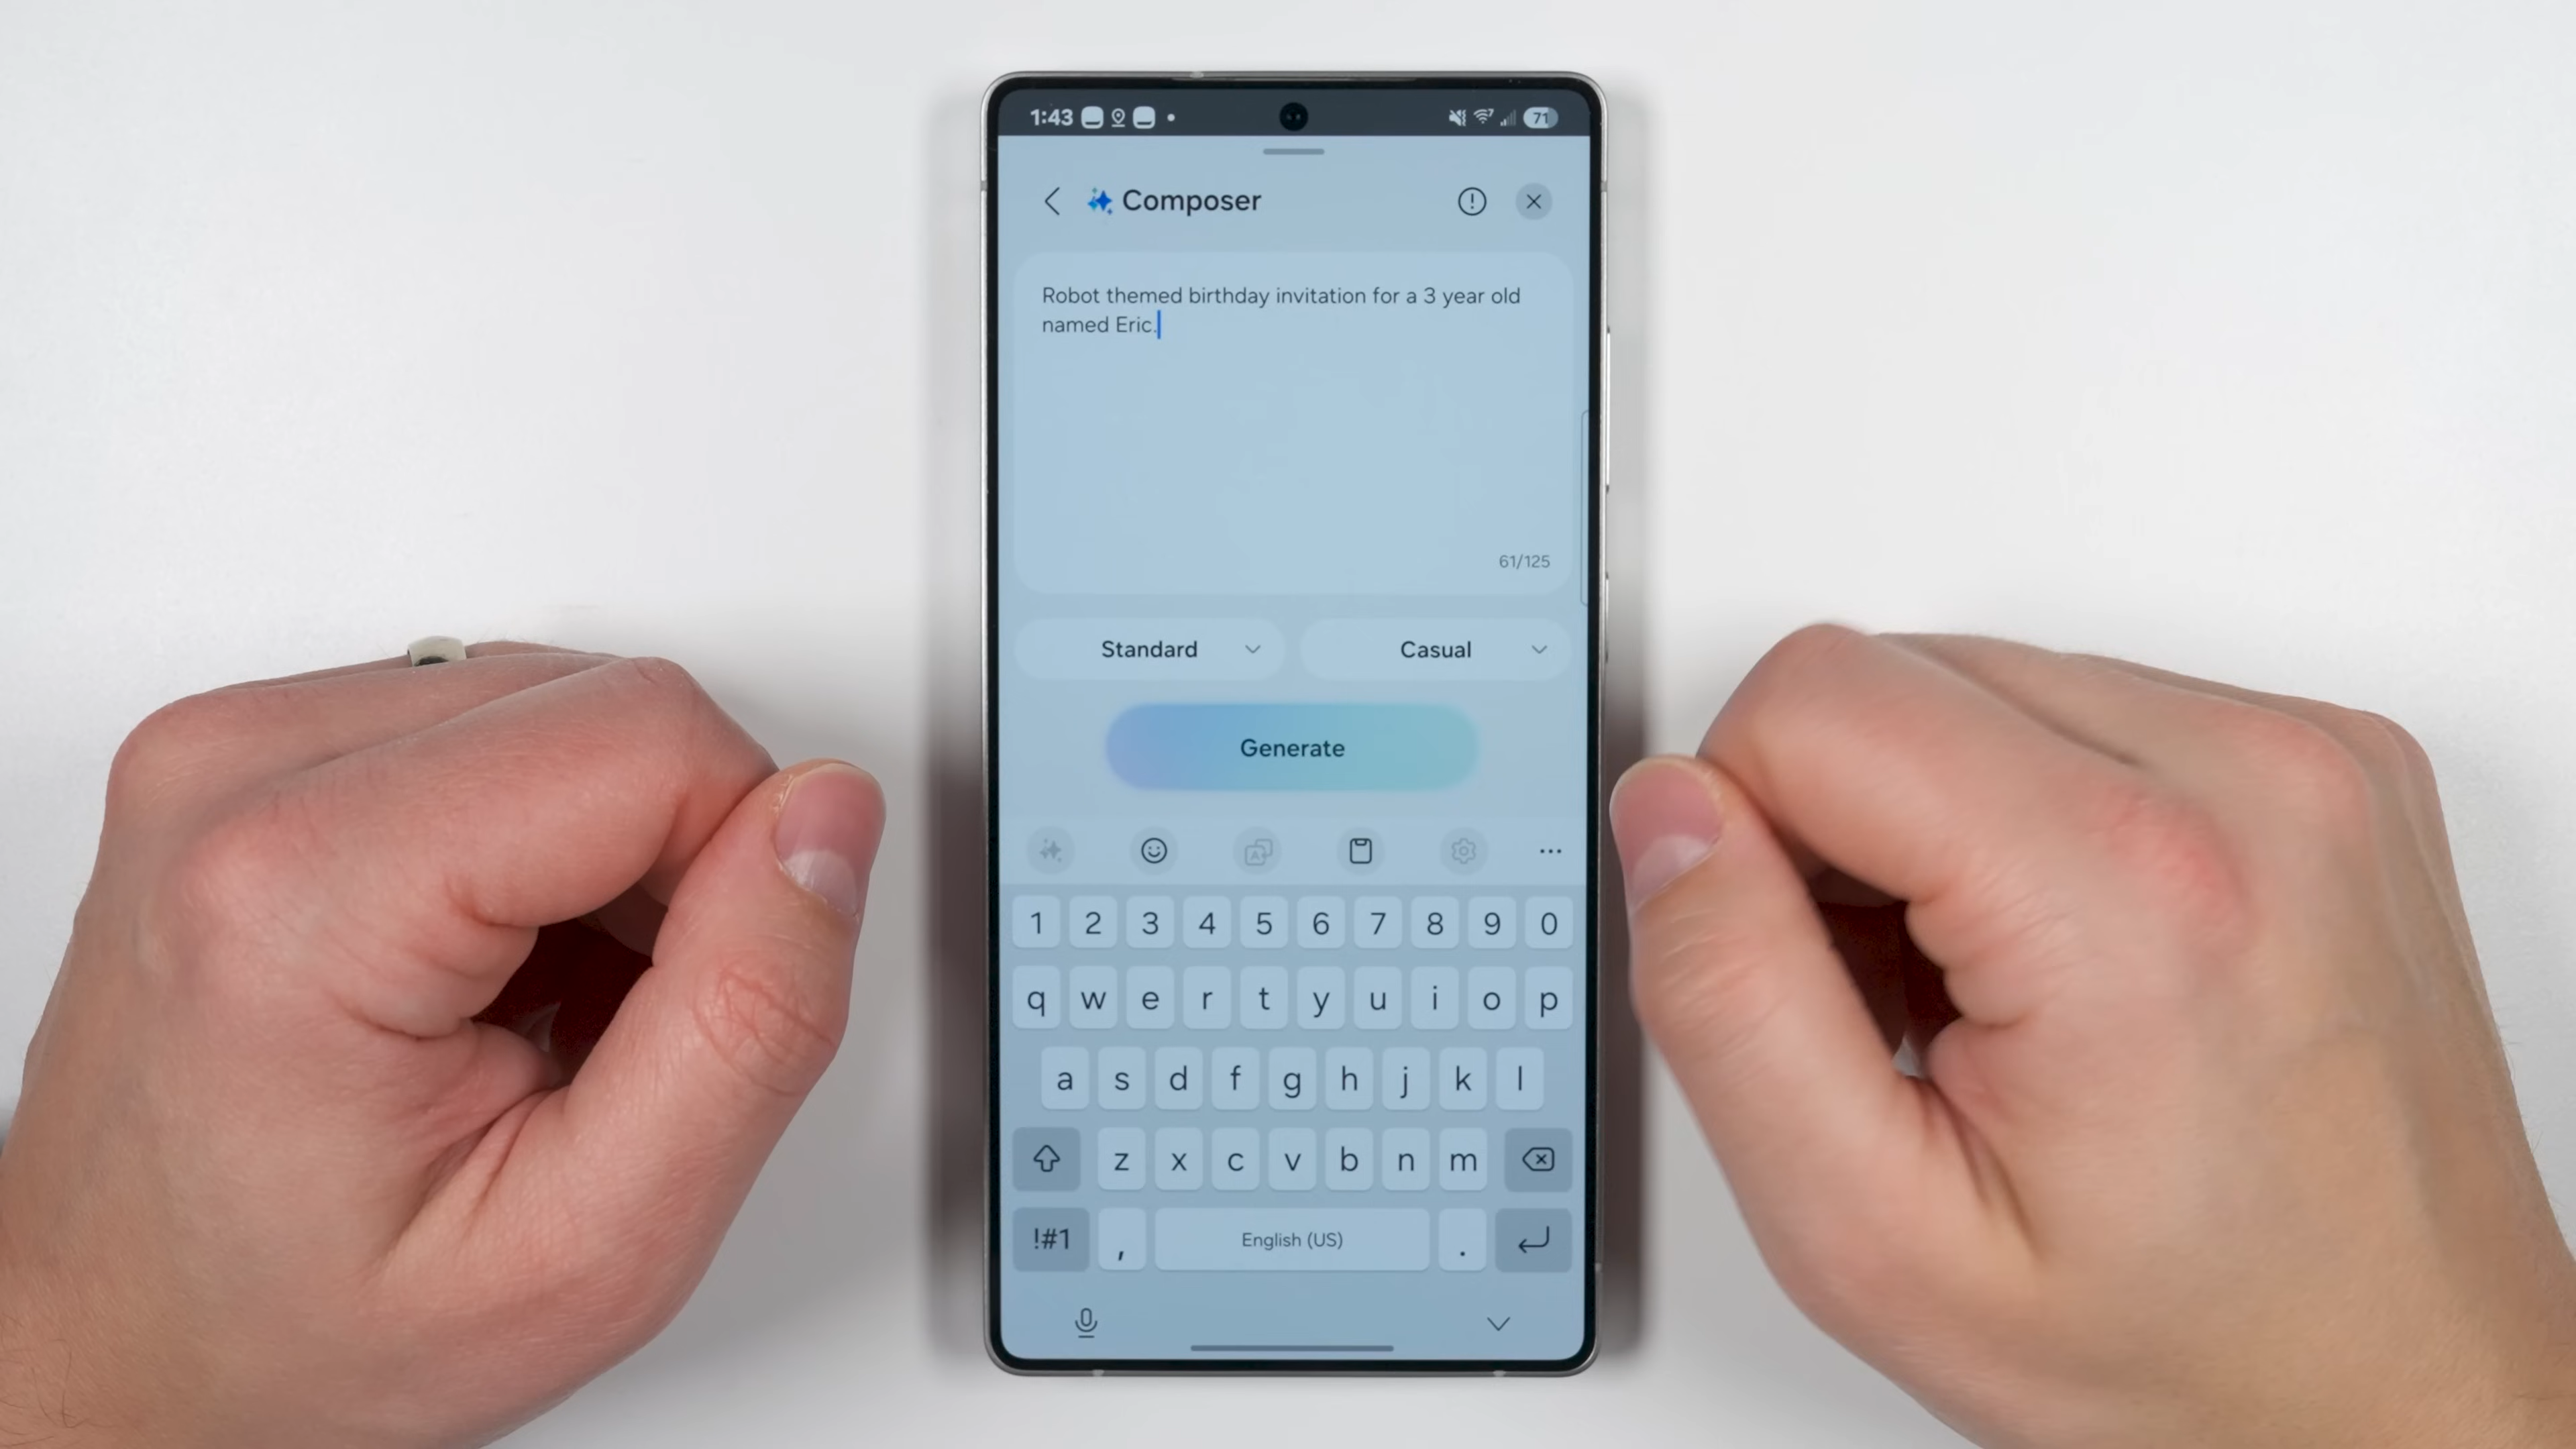 1:43
71
Composer
Robot themed birthday invitation for a 3 year old
named Eric.
61/125
Standard
Casual
Generate
1 2 3 4 5 6 7 8 9 0
q w e r t y u i o p
a s d f g h j k l
z x c v b n m
!#1 , English (US) .